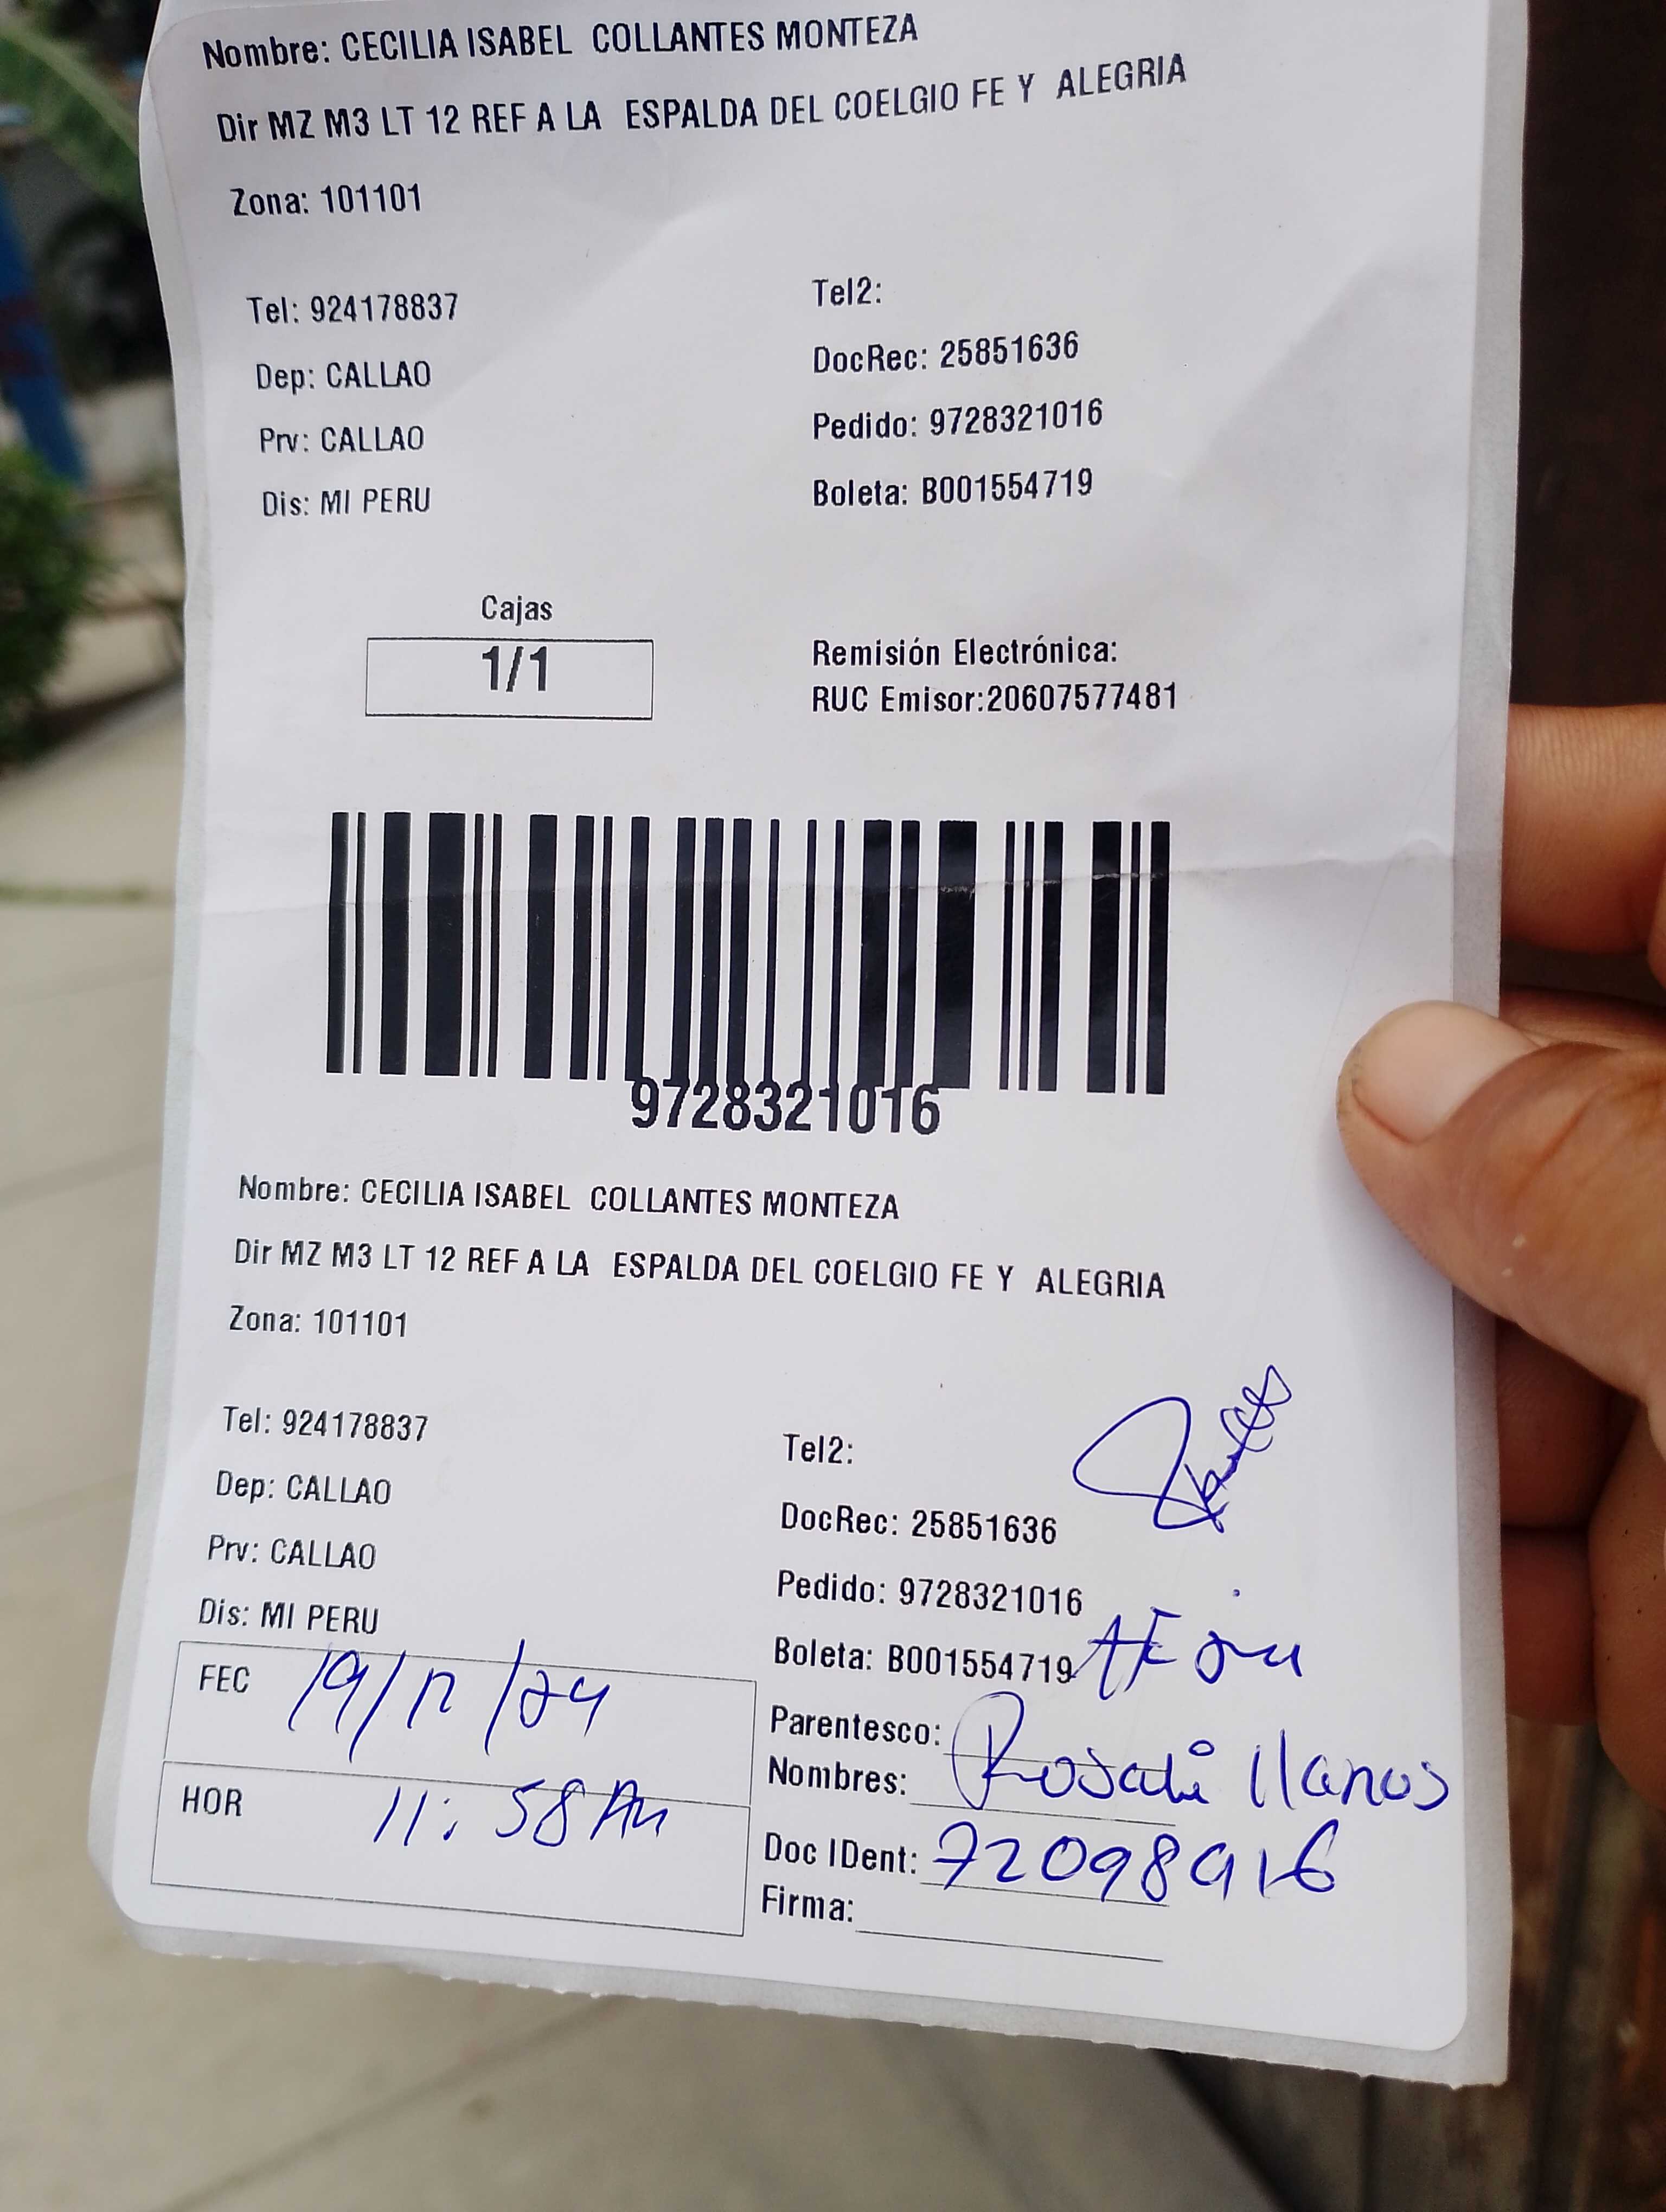 Nombre: CECILIA ISABEL COLLANTES MONTEZA
Dir MZ M3 LT 12 REF A LA ESPALDA DEL COELGIO FE Y ALEGRIA
Zona: 101101
Tel: 924178837
Tel2:
Dep: CALLAO
DocRec: 25851636
Prv: CALLAO
Pedido: 9728321016
Dis: MI PERU
Boleta: B001554719
Cajas
1/1
Remisión Electrónica:
RUC Emisor:20607577481
9728321016
Nombre: CECILIA ISABEL COLLANTES MONTEZA
Dir MZ M3 LT 12 REF A LA ESPALDA DEL COELGIO FE Y ALEGRIA
Zona: 101101
Tel: 924178837
Tel2:
Dep: CALLAO
DocRec: 25851636
Prv: CALLAO
Pedido: 9728321016
Dis: MI PERU
Boleta: B001554719
FEC 19/12/24
Parentesco:
Nombres: Rosali llanos
HOR 11:58 Am
Doc IDent: 72098916
Firma: